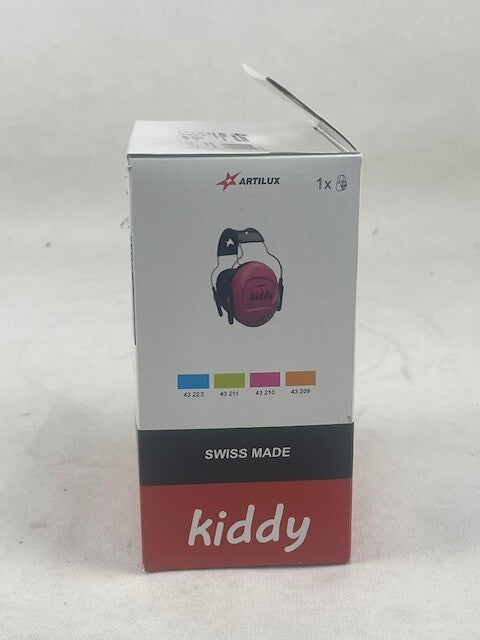 ARTILUX
1x
kiddy
43 223 43 211 43 210 43 209
SWISS MADE
kiddy